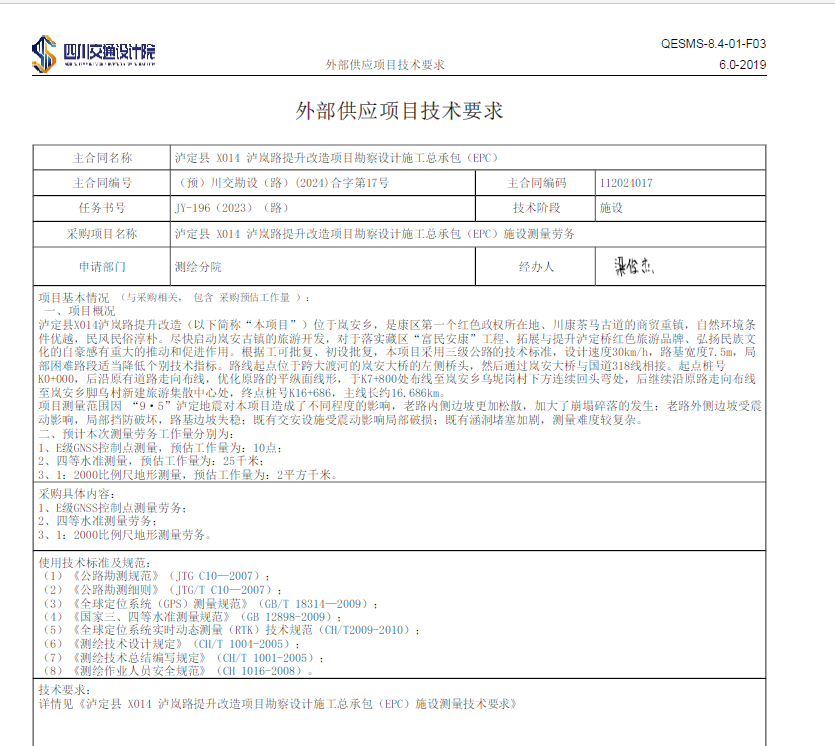 四川交通设计院
QESMS-8.4-01-F03
外部供应项目技术要求
6.0-2019
外部供应项目技术要求
主合同名称 泸定县 X014 泸岚路提升改造项目勘察设计施工总承包（EPC）
主合同编号 （预）川交勘设（路）(2024)合字第17号 主合同编码 112024017
任务书号 JY-196（2023）（路） 技术阶段 施设
采购项目名称 泸定县 X014 泸岚路提升改造项目勘察设计施工总承包（EPC）施设测量劳务
申请部门 测绘分院 经办人 梁俊杰
项目基本情况 （与采购相关， 包含 采购预估工作量 ）：
一、项目概况
泸定县X014泸岚路提升改造（以下简称“本项目”）位于岚安乡，是康区第一个红色政权所在地、川康茶马古道的商贸重镇，自然环境条
件优越，民风民俗淳朴。尽快启动岚安古镇的旅游开发，对于落实藏区“富民安康”工程、拓展与提升泸定桥红色旅游品牌、弘扬民族文
化的自豪感有重大的推动和促进作用。根据工可批复、初设批复，本项目采用三级公路的技术标准，设计速度30km/h，路基宽度7.5m，局
部困难路段适当降低个别技术指标。路线起点位于跨大渡河的岚安大桥的左侧桥头，然后通过岚安大桥与国道318线相接。起点桩号
K0+000，后沿原有道路走向布线，优化原路的平纵面线形，于K7+800处布线至岚安乡乌坭岗村下方连续回头弯处，后继续沿原路走向布线
至岚安乡脚乌村新建旅游集散中心处，终点桩号K16+686，主线长约16.686km。
项目测量范围因 “9·5”泸定地震对本项目造成了不同程度的影响，老路内侧边坡更加松散，加大了崩塌碎落的发生；老路外侧边坡受震
动影响，局部挡防破坏，路基边坡失稳；既有交安设施受震动影响局部破损；既有涵洞堵塞加剧，测量难度较复杂。
二、预计本次测量劳务工作量分别为：
1、E级GNSS控制点测量，预估工作量为：10点；
2、四等水准测量，预估工作量为：25千米；
3、1：2000比例尺地形测量，预估工作量为：2平方千米。
采购具体内容：
1、E级GNSS控制点测量劳务；
2、四等水准测量劳务；
3、1：2000比例尺地形测量劳务。
使用技术标准及规范：
（1）《公路勘测规范》（JTG C10—2007）；
（2）《公路勘测细则》（JTG/T C10—2007）；
（3）《全球定位系统（GPS）测量规范》（GB/T 18314—2009）；
（4）《国家三、四等水准测量规范》（GB 12898-2009）；
（5）《全球定位系统实时动态测量（RTK）技术规范（CH/T2009-2010）；
（6）《测绘技术设计规定》（CH/T 1004-2005）；
（7）《测绘技术总结编写规定》（CH/T 1001-2005）；
（8）《测绘作业人员安全规范》（CH 1016-2008）。
技术要求：
详情见《泸定县 X014 泸岚路提升改造项目勘察设计施工总承包（EPC）施设测量技术要求》